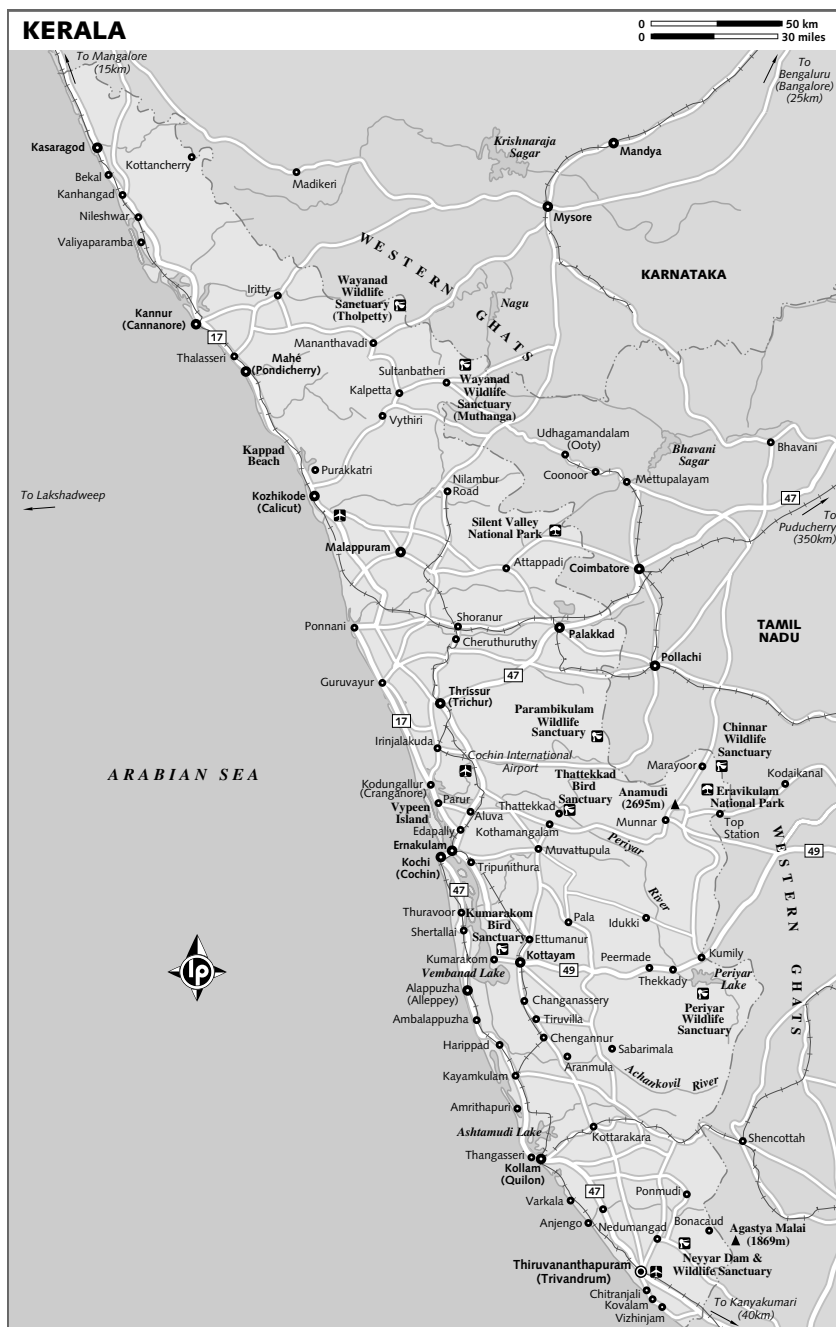 KERALA
0 50 km
0 30 miles
To Mangalore
(15km)
To
Bengaluru
(Bangalore)
(25km)
Krishnaraja
Sagar
Mandya
Kasaragod
Kottancherry
Madikeri
Bekal
Kanhangad
Mysore
Nileshwar
Valiyaparamba
WESTERN GHATS
KARNATAKA
Wayanad
Wildlife
Sanctuary
(Tholpetty)
Iritty
Nagu
Kannur
(Cannanore)
17
Mananthavadi
Thalasseri
Mahé
(Pondicherry)
Sultanbatheri
Wayanad
Wildlife
Sanctuary
(Muthanga)
Kalpetta
Vythiri
Udhagamandalam
(Ooty)
Bhavani
Sagar
Bhavani
Kappad
Beach
Purakkatri
Coonoor
Mettupalayam
Nilambur
Road
To Lakshadweep
Kozhikode
(Calicut)
47
To
Puducherry
(350km)
Silent Valley
National Park
Malappuram
Attappadi
Coimbatore
Ponnani
Shoranur
Cheruthuruthy
Palakkad
TAMIL
NADU
Pollachi
Guruvayur
47
Thrissur
(Trichur)
17
Parambikulam
Wildlife
Sanctuary
Chinnar
Wildlife
Sanctuary
Irinjalakuda
Cochin International
Airport
Marayoor
Kodaikanal
ARABIAN SEA
Kodungallur
(Cranganore)
Thattekkad
Bird
Sanctuary
Anamudi
(2695m)
Eravikulam
National Park
Vypeen
Island
Parur
Aluva
Thattekkad
Munnar
Top
Station
Edapally
Kothamangalam
Ernakulam
Muvattupula
Periyar
River
49
Kochi
(Cochin)
Tripunithura
WESTERN GHATS
47
Thuravoor
Kumarakom
Bird
Sanctuary
Pala
Idukki
Shertallai
Ettumanur
Kumarakom
Kottayam
49
Peermade
Kumily
Vembanad Lake
Thekkady
Periyar
Lake
Alappuzha
(Alleppey)
Changanassery
Periyar
Wildlife
Sanctuary
Ambalappuzha
Tiruvilla
Harippad
Chengannur
Sabarimala
Aranmula
Kayamkulam
Achankovil River
Amrithapuri
Ashtamudi Lake
Kottarakara
Shencottah
Thangasseri
Kollam
(Quilon)
47
Ponmudi
Varkala
Anjengo
Nedumangad
Bonacaud
Agastya Malai
(1869m)
Thiruvananthapuram
(Trivandrum)
Neyyar Dam &
Wildlife Sanctuary
Chitranjali
Kovalam
Vizhinjam
To Kanyakumari
(40km)
lp